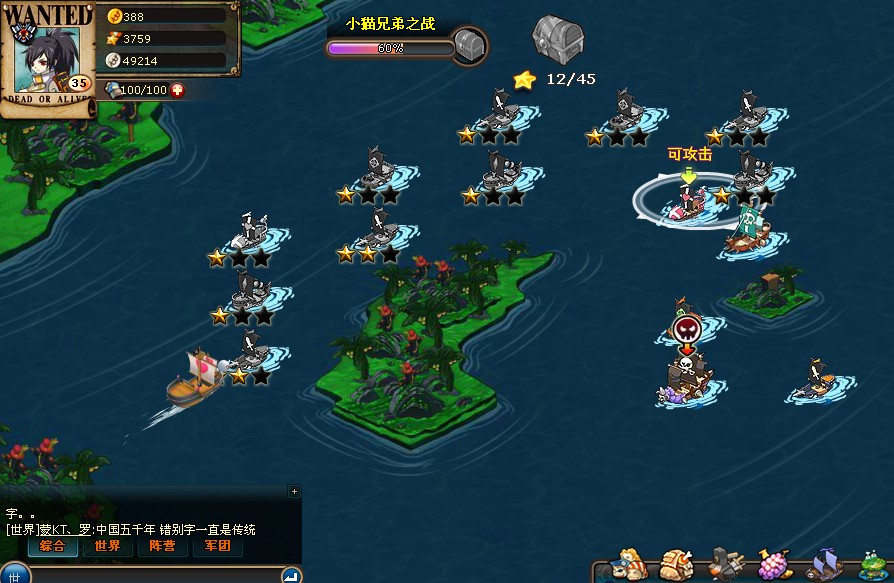 WANTED
388
3759
49214
35
DEAD OR ALIVE
100/100
小猫兄弟之战
60%
12/45
可攻击
字。。
[世界]薆KT、罗:中国五千年 错别字一直是传统
综合 世界 阵营 军团
世